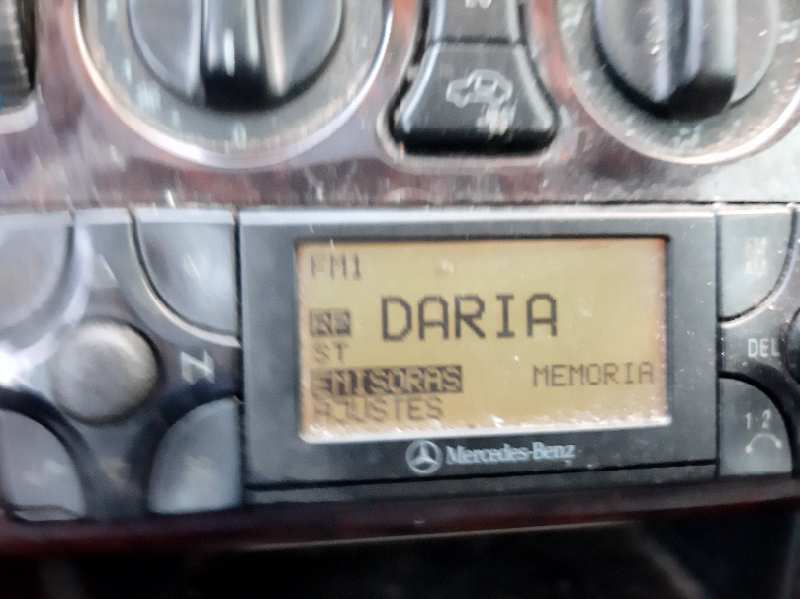 FM1
RP DARIA
ST
EMISORAS MEMORIA
AJUSTES
Mercedes-Benz
DEL
1·2